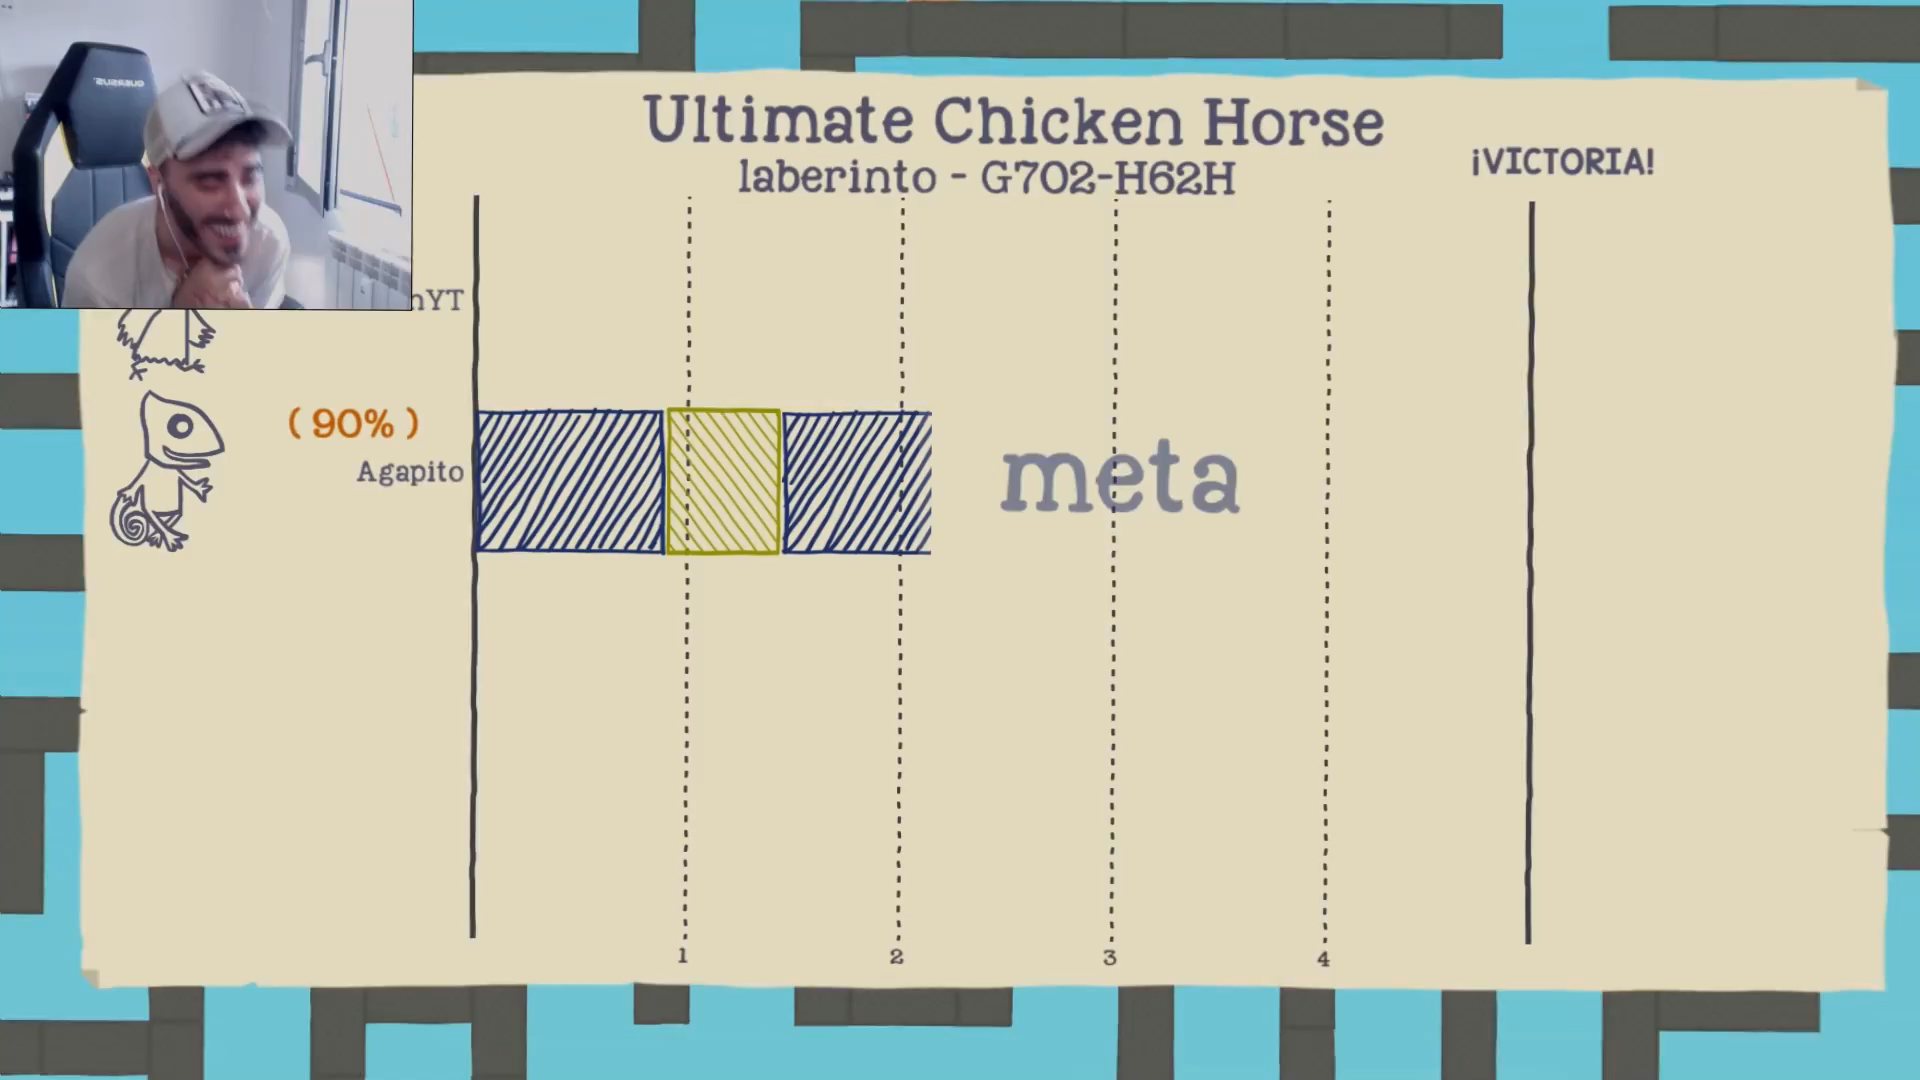 Ultimate Chicken Horse
laberinto - G702-H62H
¡VICTORIA!
nYT
( 90% )
Agapito
meta
1 2 3 4